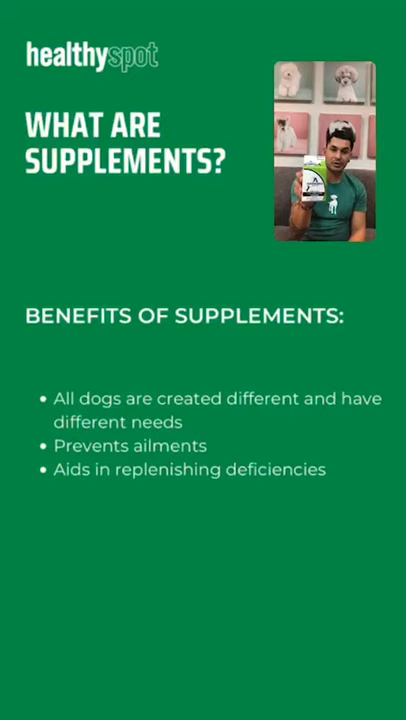 healthyspot
WHAT ARE
SUPPLEMENTS?
BENEFITS OF SUPPLEMENTS:
• All dogs are created different and have
different needs
• Prevents ailments
• Aids in replenishing deficiencies